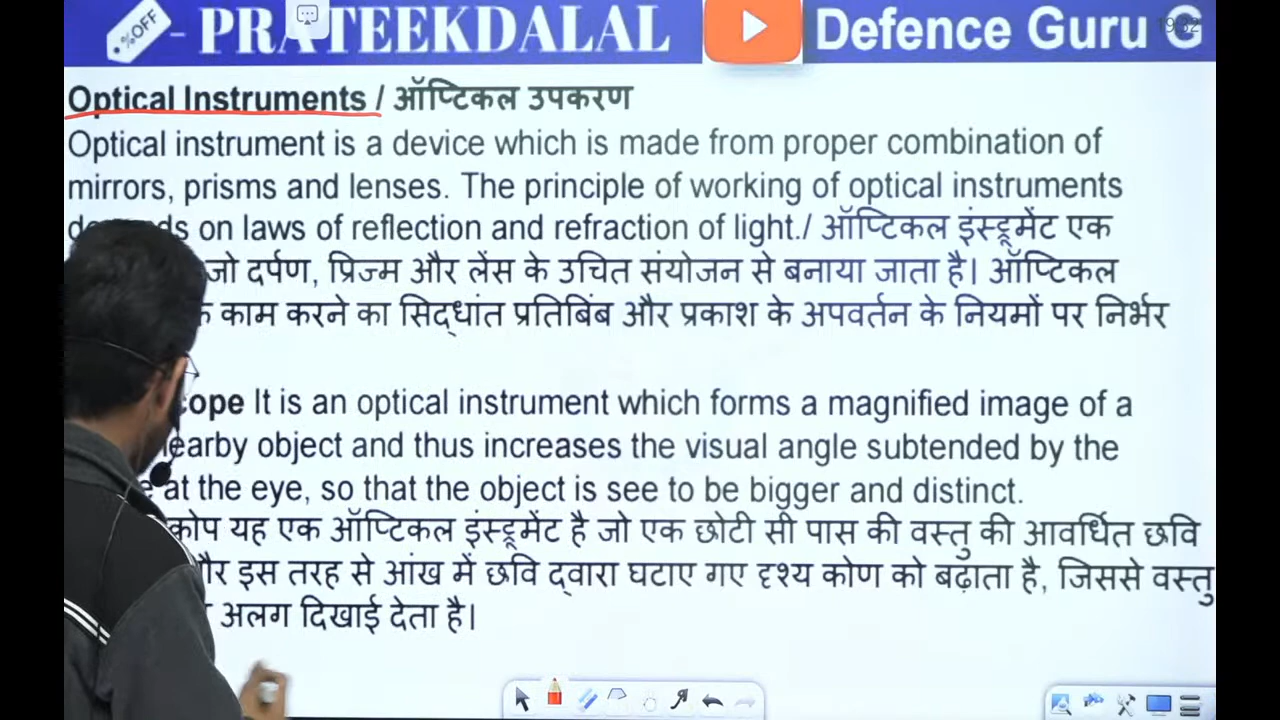 %OFF - PRATEEKDALAL Defence Guru G
19:32
Optical Instruments / ऑप्टिकल उपकरण
Optical instrument is a device which is made from proper combination of
mirrors, prisms and lenses. The principle of working of optical instruments
on laws of reflection and refraction of light./ ऑप्टिकल इंस्ट्रूमेंट एक
जो दर्पण, प्रिज्म और लेंस के उचित संयोजन से बनाया जाता है। ऑप्टिकल
काम करने का सिद्धांत प्रतिबिंब और प्रकाश के अपवर्तन के नियमों पर निर्भर
cope It is an optical instrument which forms a magnified image of a
nearby object and thus increases the visual angle subtended by the
at the eye, so that the object is see to be bigger and distinct.
कोप यह एक ऑप्टिकल इंस्ट्रूमेंट है जो एक छोटी सी पास की वस्तु की आवर्धित छवि
और इस तरह से आंख में छवि द्वारा घटाए गए दृश्य कोण को बढ़ाता है, जिससे वस्तु
अलग दिखाई देता है।